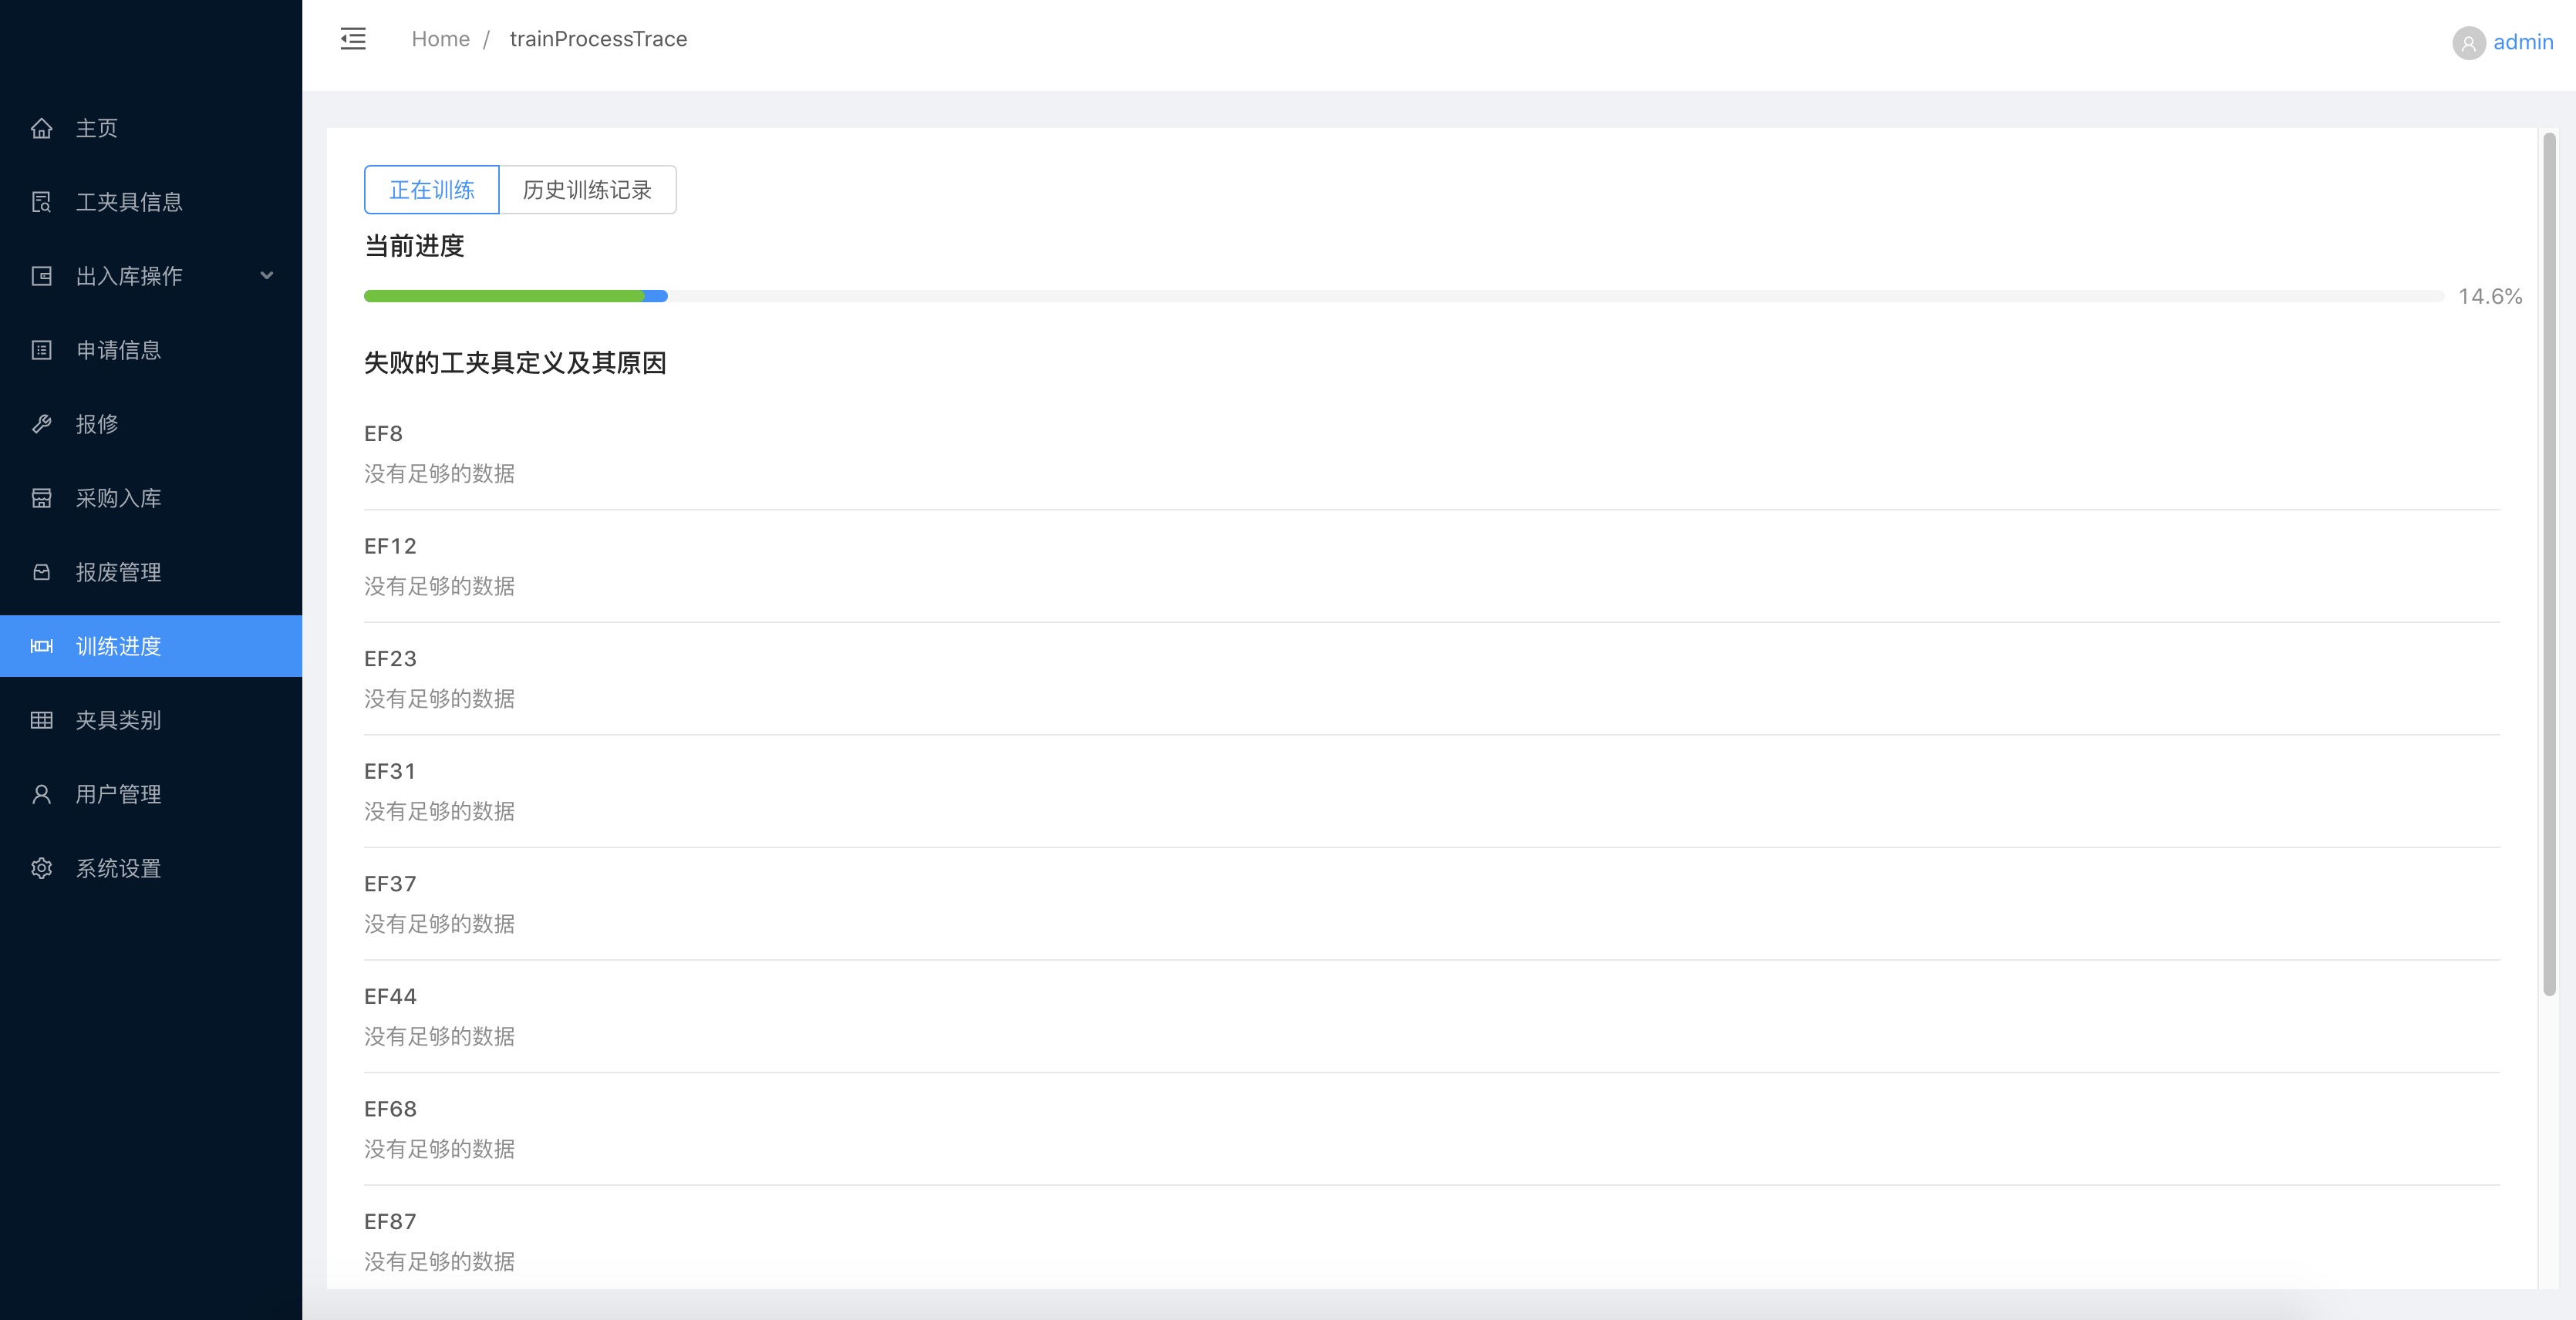 Home / trainProcessTrace
admin
主页
工夹具信息
出入库操作
申请信息
报修
采购入库
报废管理
训练进度
夹具类别
用户管理
系统设置
正在训练
历史训练记录
当前进度
14.6%
失败的工夹具定义及其原因
EF8
没有足够的数据
EF12
没有足够的数据
EF23
没有足够的数据
EF31
没有足够的数据
EF37
没有足够的数据
EF44
没有足够的数据
EF68
没有足够的数据
EF87
没有足够的数据